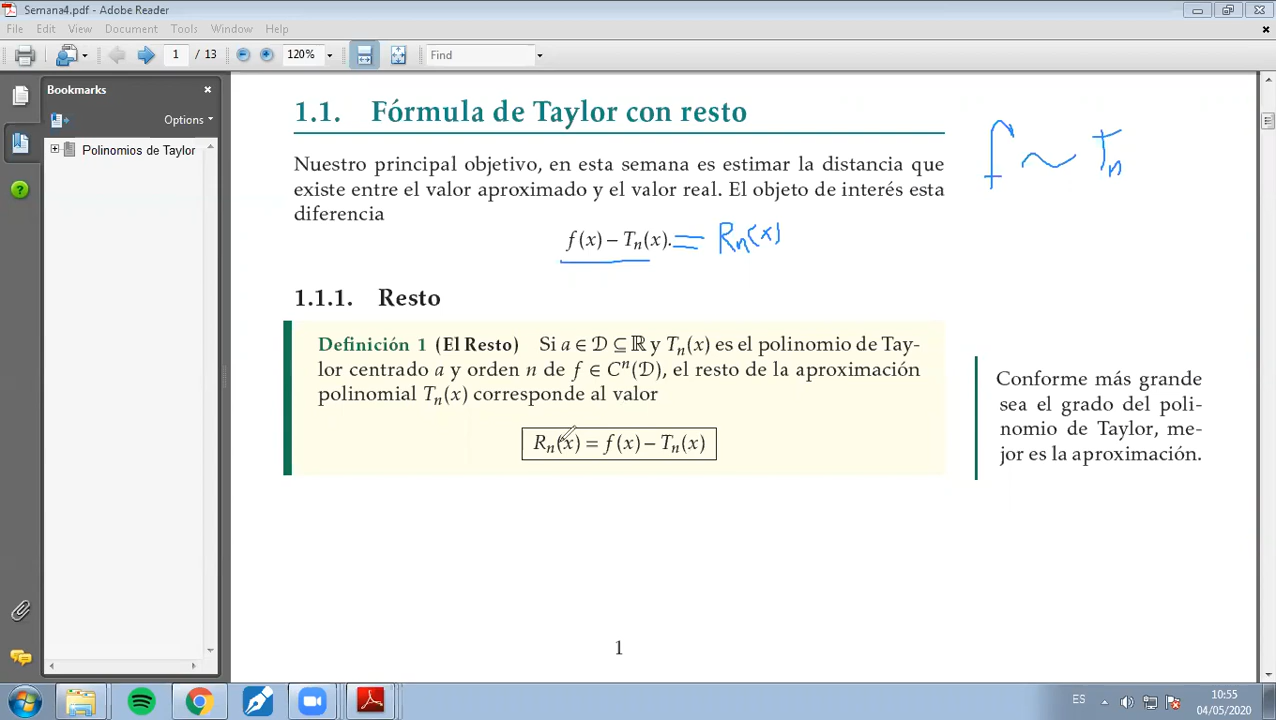 Semana4.pdf - Adobe Reader
File Edit View Document Tools Window Help
1 / 13 120% Find
Bookmarks
Options
Polinomios de Taylor
1.1. Fórmula de Taylor con resto
Nuestro principal objetivo, en esta semana es estimar la distancia que
existe entre el valor aproximado y el valor real. El objeto de interés esta
diferencia
f(x) − Tn(x). = Rn(x)
f ~ Tn
1.1.1. Resto
Definición 1 (El Resto) Si a ∈ D ⊆ ℝ y Tn(x) es el polinomio de Tay-
lor centrado a y orden n de f ∈ Cⁿ(D), el resto de la aproximación
polinomial Tn(x) corresponde al valor
Rn(x) = f(x) − Tn(x)
Conforme más grande
sea el grado del poli-
nomio de Taylor, me-
jor es la aproximación.
1
ES
10:55
04/05/2020